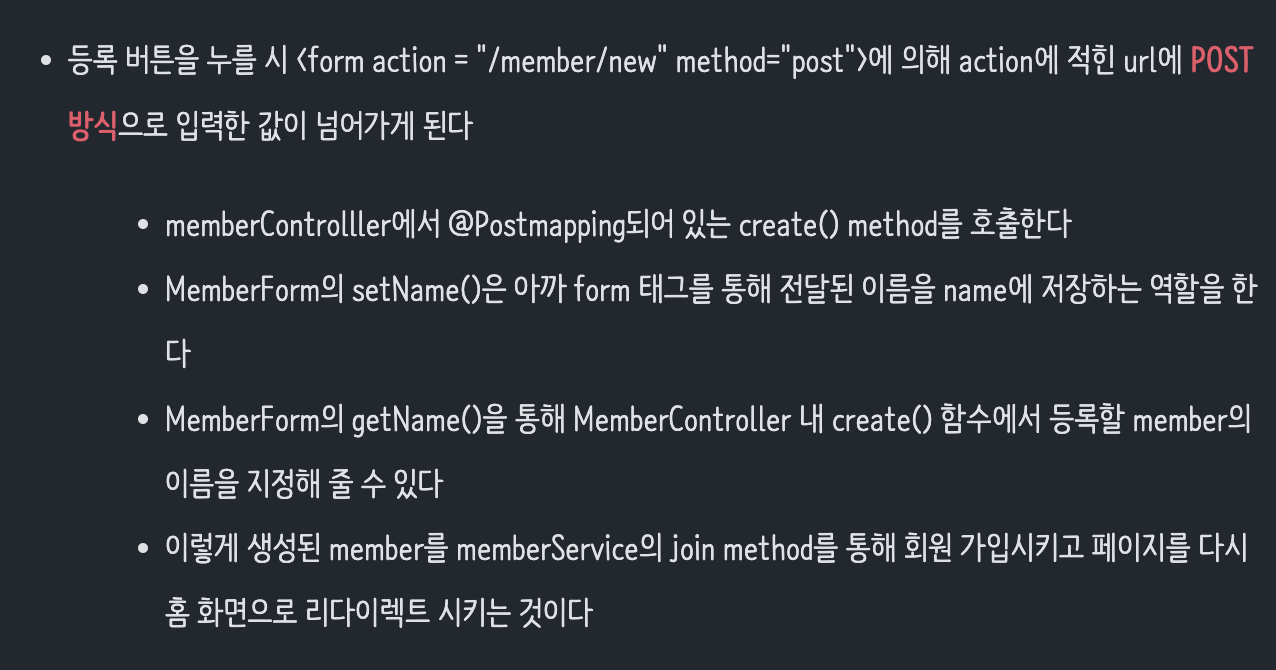 • 등록 버튼을 누를 시 <form action = "/member/new" method="post">에 의해 action에 적힌 url에 POST
방식으로 입력한 값이 넘어가게 된다
• memberControlller에서 @Postmapping되어 있는 create() method를 호출한다
• MemberForm의 setName()은 아까 form 태그를 통해 전달된 이름을 name에 저장하는 역할을 한
다
• MemberForm의 getName()을 통해 MemberController 내 create() 함수에서 등록할 member의
이름을 지정해 줄 수 있다
• 이렇게 생성된 member를 memberService의 join method를 통해 회원 가입시키고 페이지를 다시
홈 화면으로 리다이렉트 시키는 것이다